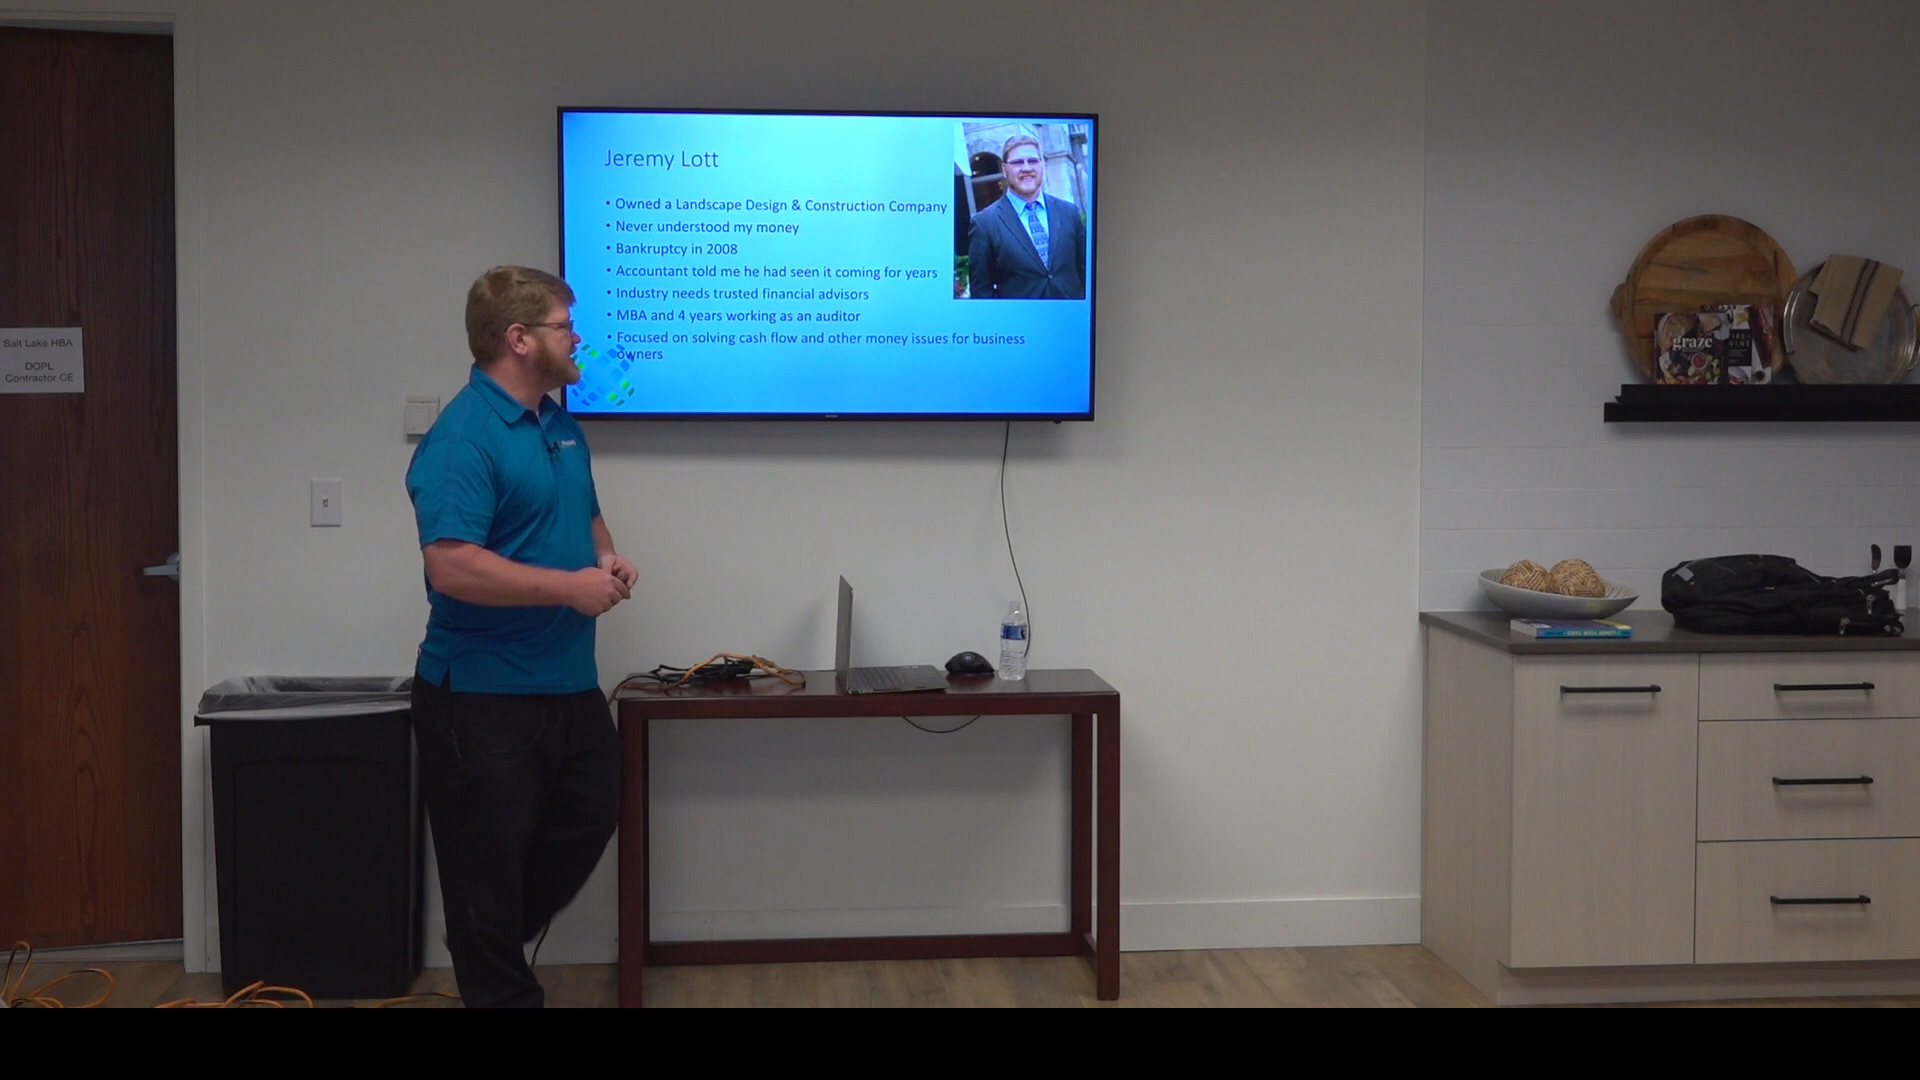 Jeremy Lott
• Owned a Landscape Design & Construction Company
• Never understood my money
• Bankruptcy in 2008
• Accountant told me he had seen it coming for years
• Industry needs trusted financial advisors
• MBA and 4 years working as an auditor
• Focused on solving cash flow and other money issues for business
owners
Salt Lake HBA
DOPL
Contractor CE
graze